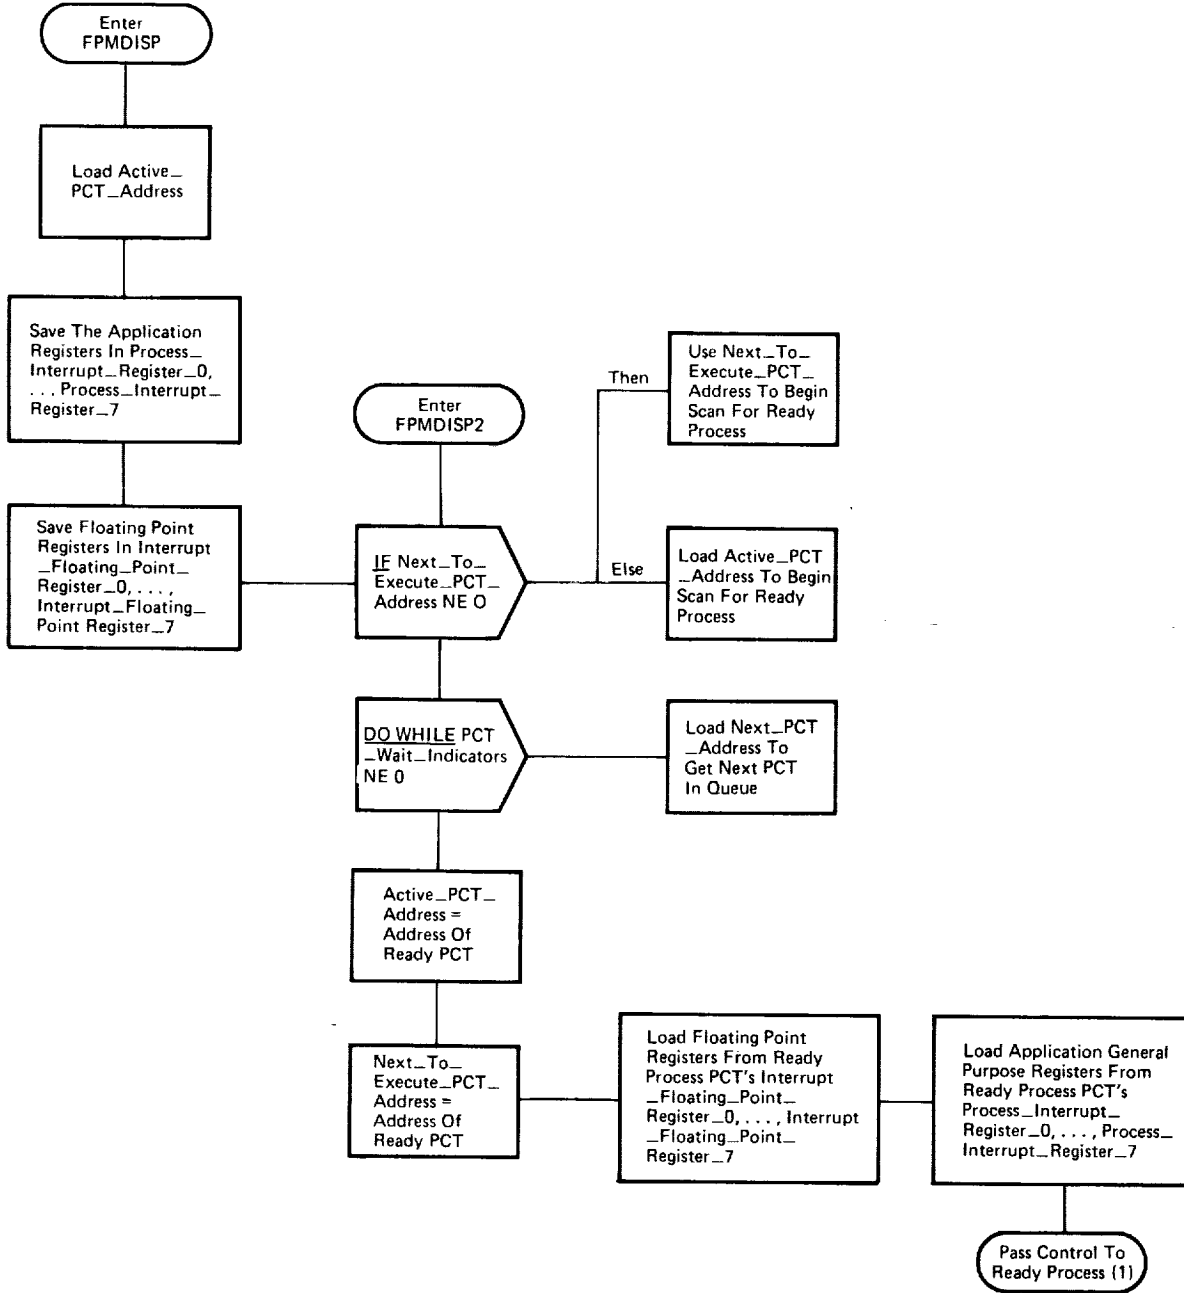 Enter
FPMDISP
Load Active_
PCT_Address
Save The Application
Registers In Process_
Interrupt_Register_0,
. . . Process_Interrupt_
Register_7
Save Floating Point
Registers In Interrupt
_Floating_Point_
Register_0, . . . ,
Interrupt_Floating_
Point Register_7
Enter
FPMDISP2
IF Next_To_
Execute_PCT_
Address NE O
Then
Use Next_To_
Execute_PCT_
Address To Begin
Scan For Ready
Process
Else
Load Active_PCT
_Address To Begin
Scan For Ready
Process
DO WHILE PCT
_Wait_Indicators
NE 0
Load Next_PCT
_Address To
Get Next PCT
In Queue
Active_PCT_
Address =
Address Of
Ready PCT
Next_To_
Execute_PCT_
Address =
Address Of
Ready PCT
Load Floating Point
Registers From Ready
Process PCT's Interrupt
_Floating_Point_
Register_0, . . . , Interrupt
_Floating_Point_
Register_7
Load Application General
Purpose Registers From
Ready Process PCT's
Process_Interrupt_
Register_0, . . . , Process_
Interrupt_Register_7
Pass Control To
Ready Process (1)